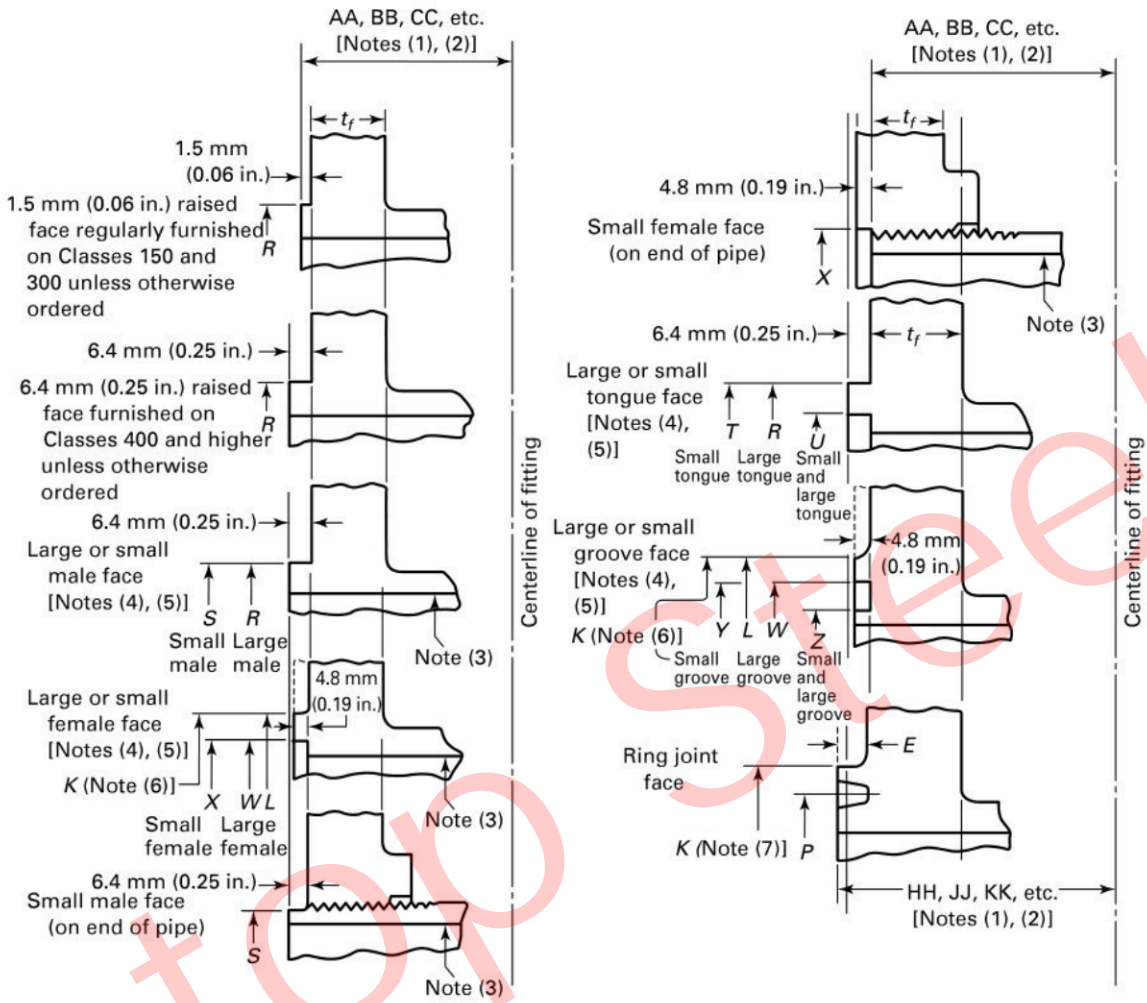 AA, BB, CC, etc.
[Notes (1), (2)]
tf
1.5 mm
(0.06 in.)
1.5 mm (0.06 in.) raised
face regularly furnished
on Classes 150 and
300 unless otherwise
ordered
R
6.4 mm (0.25 in.)
6.4 mm (0.25 in.) raised
face furnished on
Classes 400 and higher
unless otherwise
ordered
R
6.4 mm (0.25 in.)
Large or small
male face
[Notes (4), (5)]
S R
Small Large
male male
Note (3)
Large or small
female face
[Notes (4), (5)]
4.8 mm
(0.19 in.)
K (Note (6)]
X W L
Small Large
female female
Note (3)
6.4 mm (0.25 in.)
Small male face
(on end of pipe)
S
Note (3)
Centerline of fitting
AA, BB, CC, etc.
[Notes (1), (2)]
tf
4.8 mm (0.19 in.)
Small female face
(on end of pipe)
X
Note (3)
6.4 mm (0.25 in.)
tf
Large or small
tongue face
[Notes (4),
(5)]
T R U
Small Large Small
tongue tongue and
large
tongue
Large or small
groove face
[Notes (4),
(5)]
4.8 mm
(0.19 in.)
K (Note (6)]
Y L W Z
Small Large Small
groove groove and
large
groove
Ring joint
face
E
K (Note (7)]
P
HH, JJ, KK, etc.
[Notes (1), (2)]
Centerline of fitting
top steel